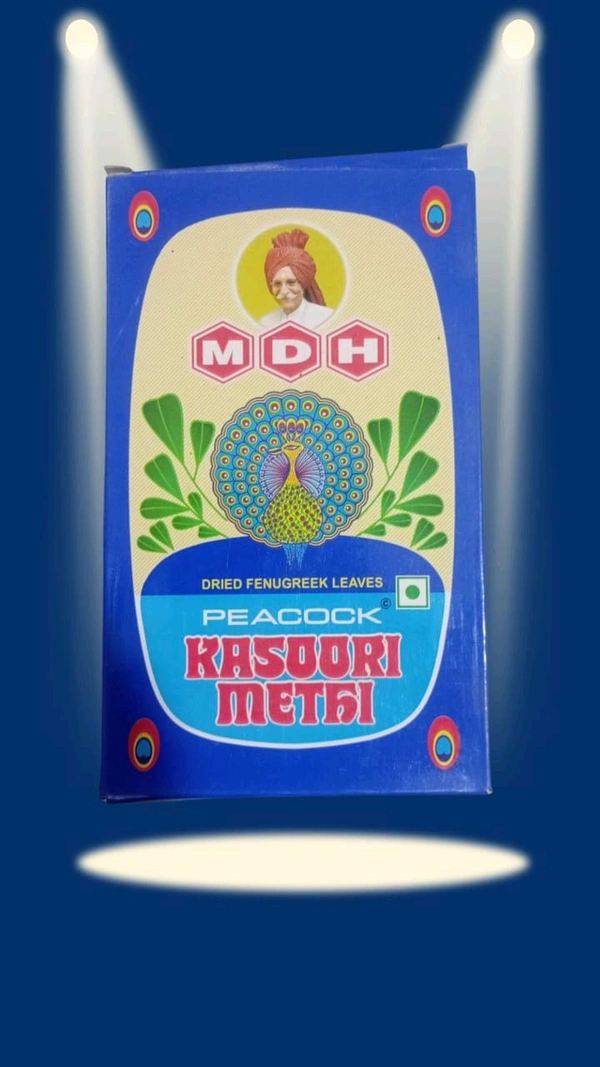 MDH
DRIED FENUGREEK LEAVES
©
PEACOCK
KASOORI
METHI